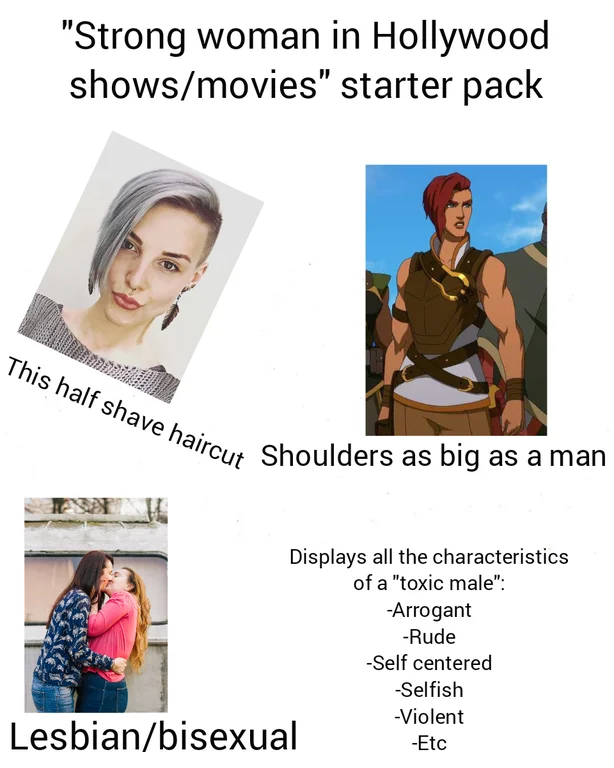 "Strong woman in Hollywood
shows/movies" starter pack
This half shave haircut
Shoulders as big as a man
Lesbian/bisexual
Displays all the characteristics
of a "toxic male":
-Arrogant
-Rude
-Self centered
-Selfish
-Violent
-Etc